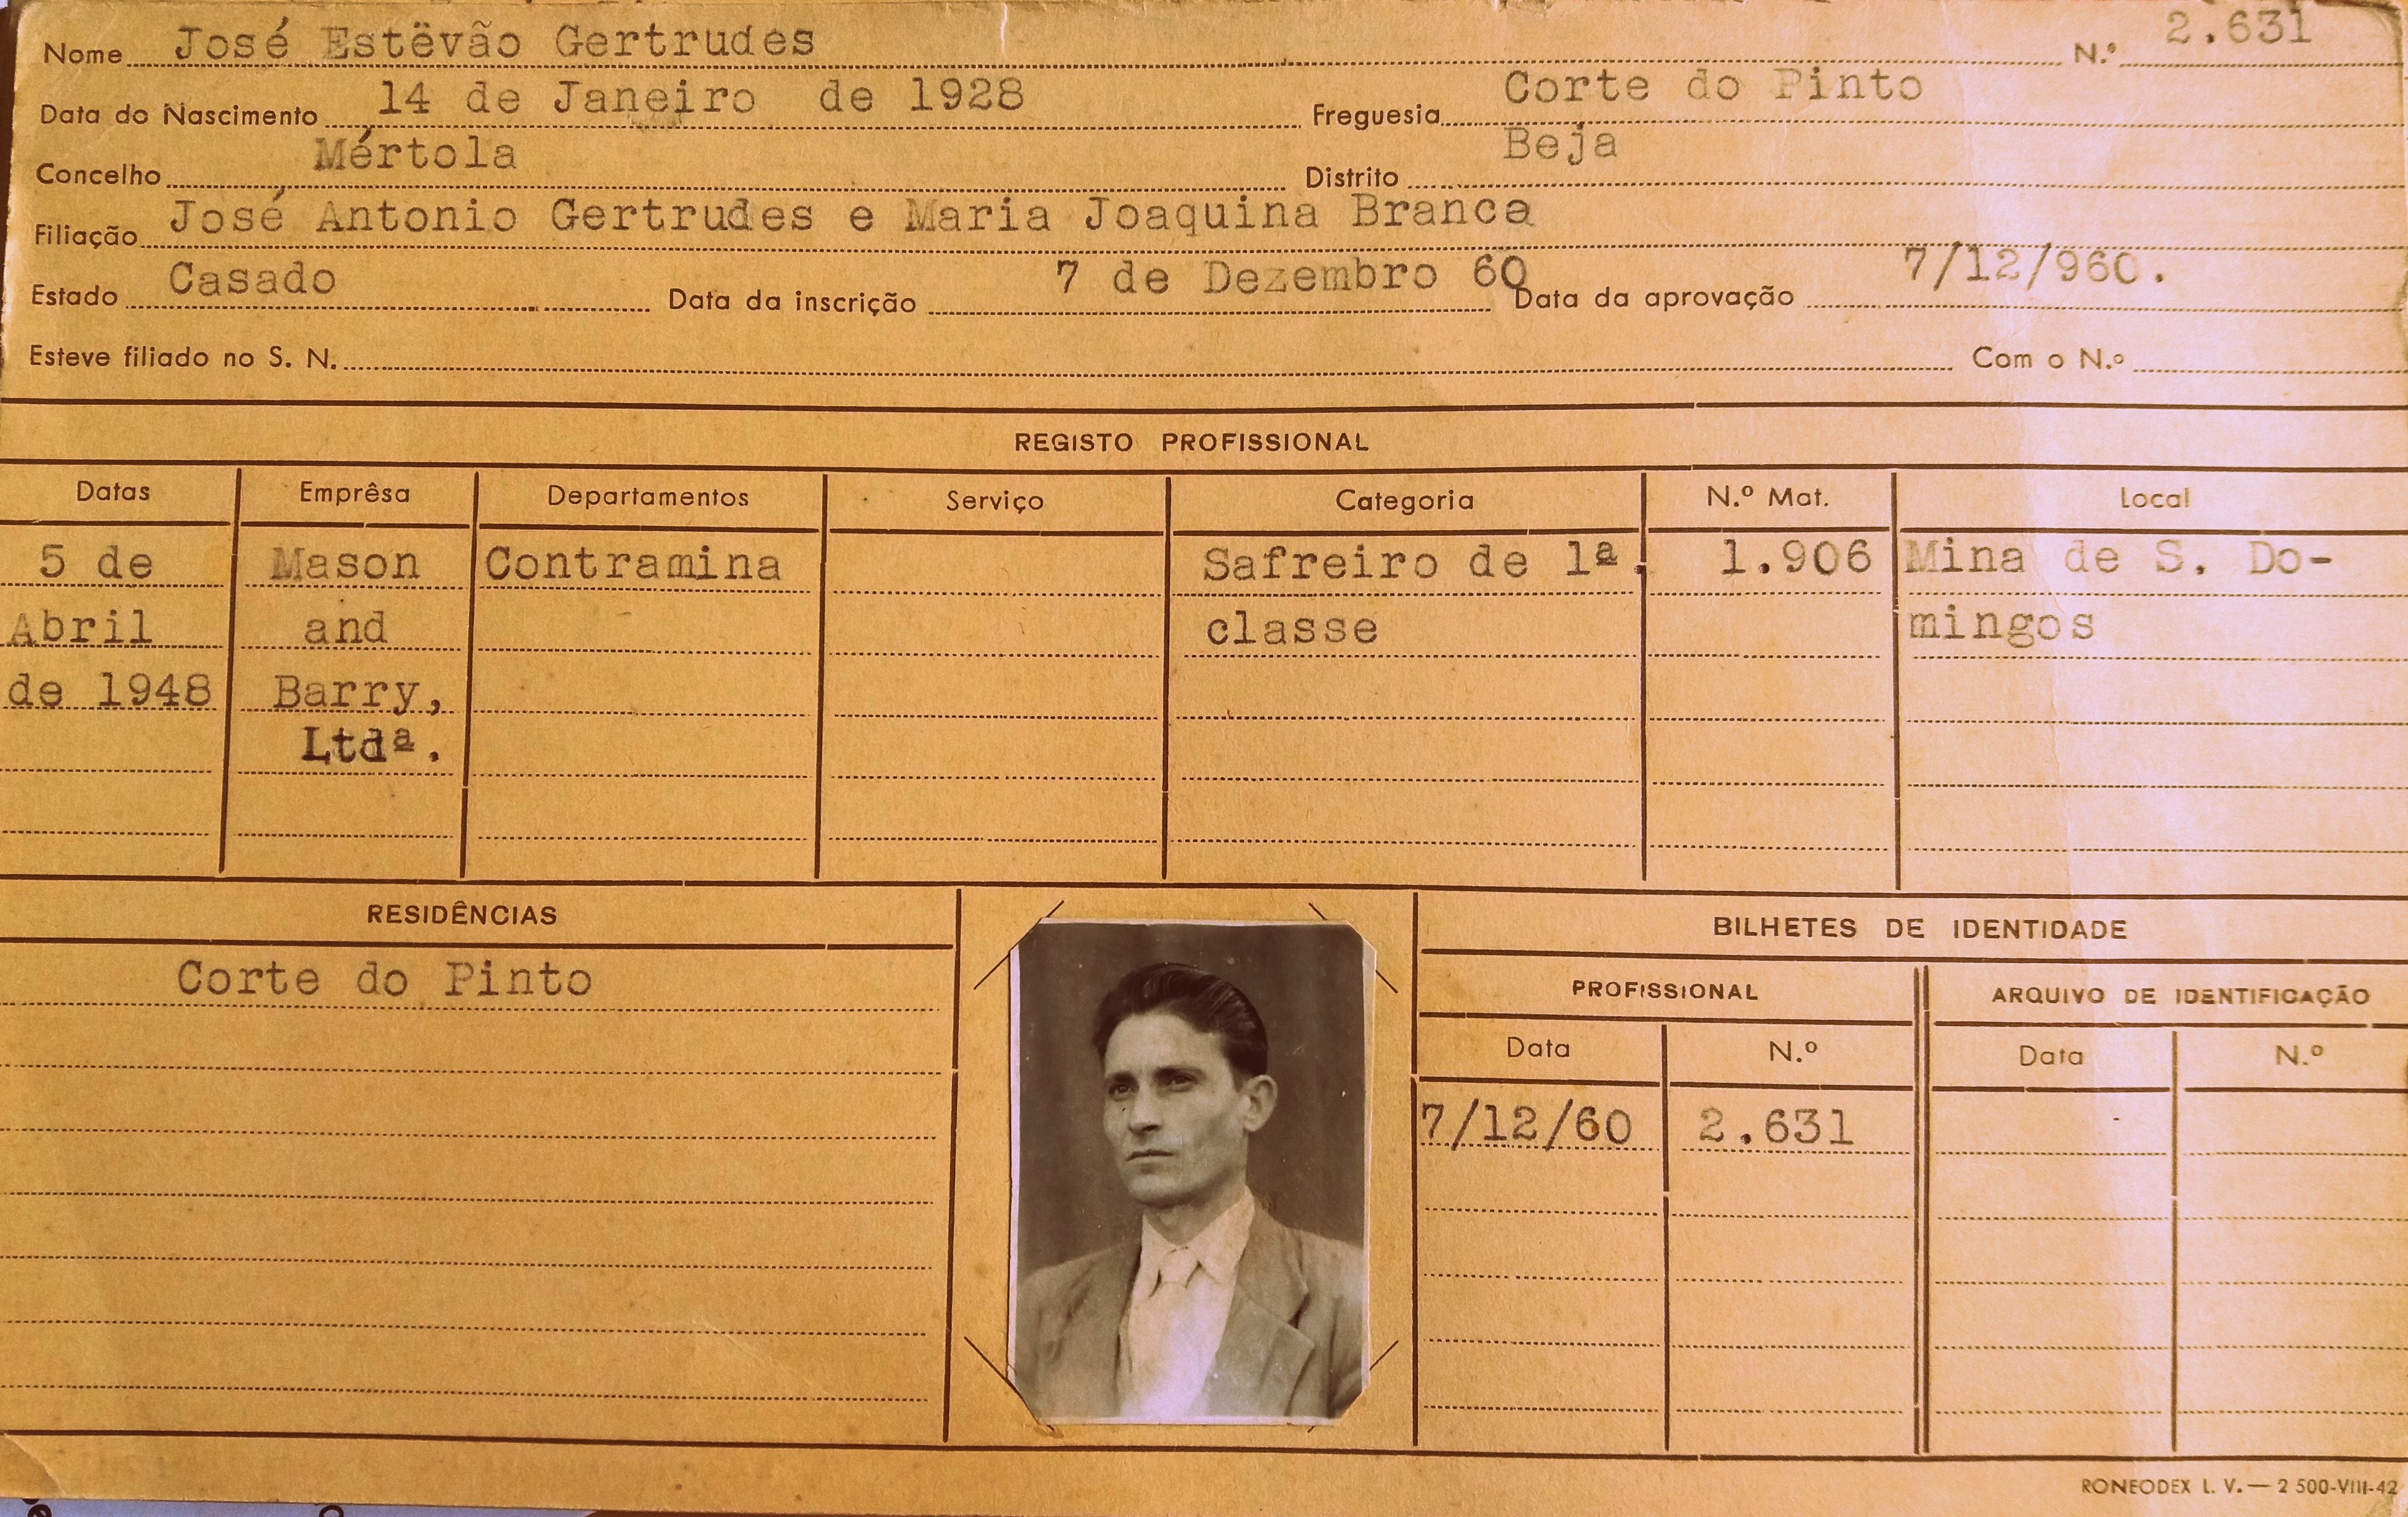 Nome José Estëvão Gertrudes N.º 2.631
Data do Nascimento 14 de Janeiro de 1928 Freguesia Corte do Pinto
Concelho Mértola Distrito Beja
Filiação José Antonio Gertrudes e Maria Joaquina Branca
Estado Casado Data da inscrição 7 de Dezembro 60 Data da aprovação 7/12/960.
Esteve filiado no S. N. Com o N.º
REGISTO PROFISSIONAL
Datas Emprêsa Departamentos Serviço Categoria N.º Mat. Local
5 de Mason Contramina Safreiro de 1ª. 1.906 Mina de S. Do-
Abril and classe mingos
de 1948 Barry,
Ltdª.
RESIDÊNCIAS
Corte do Pinto
BILHETES DE IDENTIDADE
PROFISSIONAL ARQUIVO DE IDENTIFICAÇÃO
Data N.º Data N.º
7/12/60 2.631
RONEODEX L. V. — 2 500-VIII-42